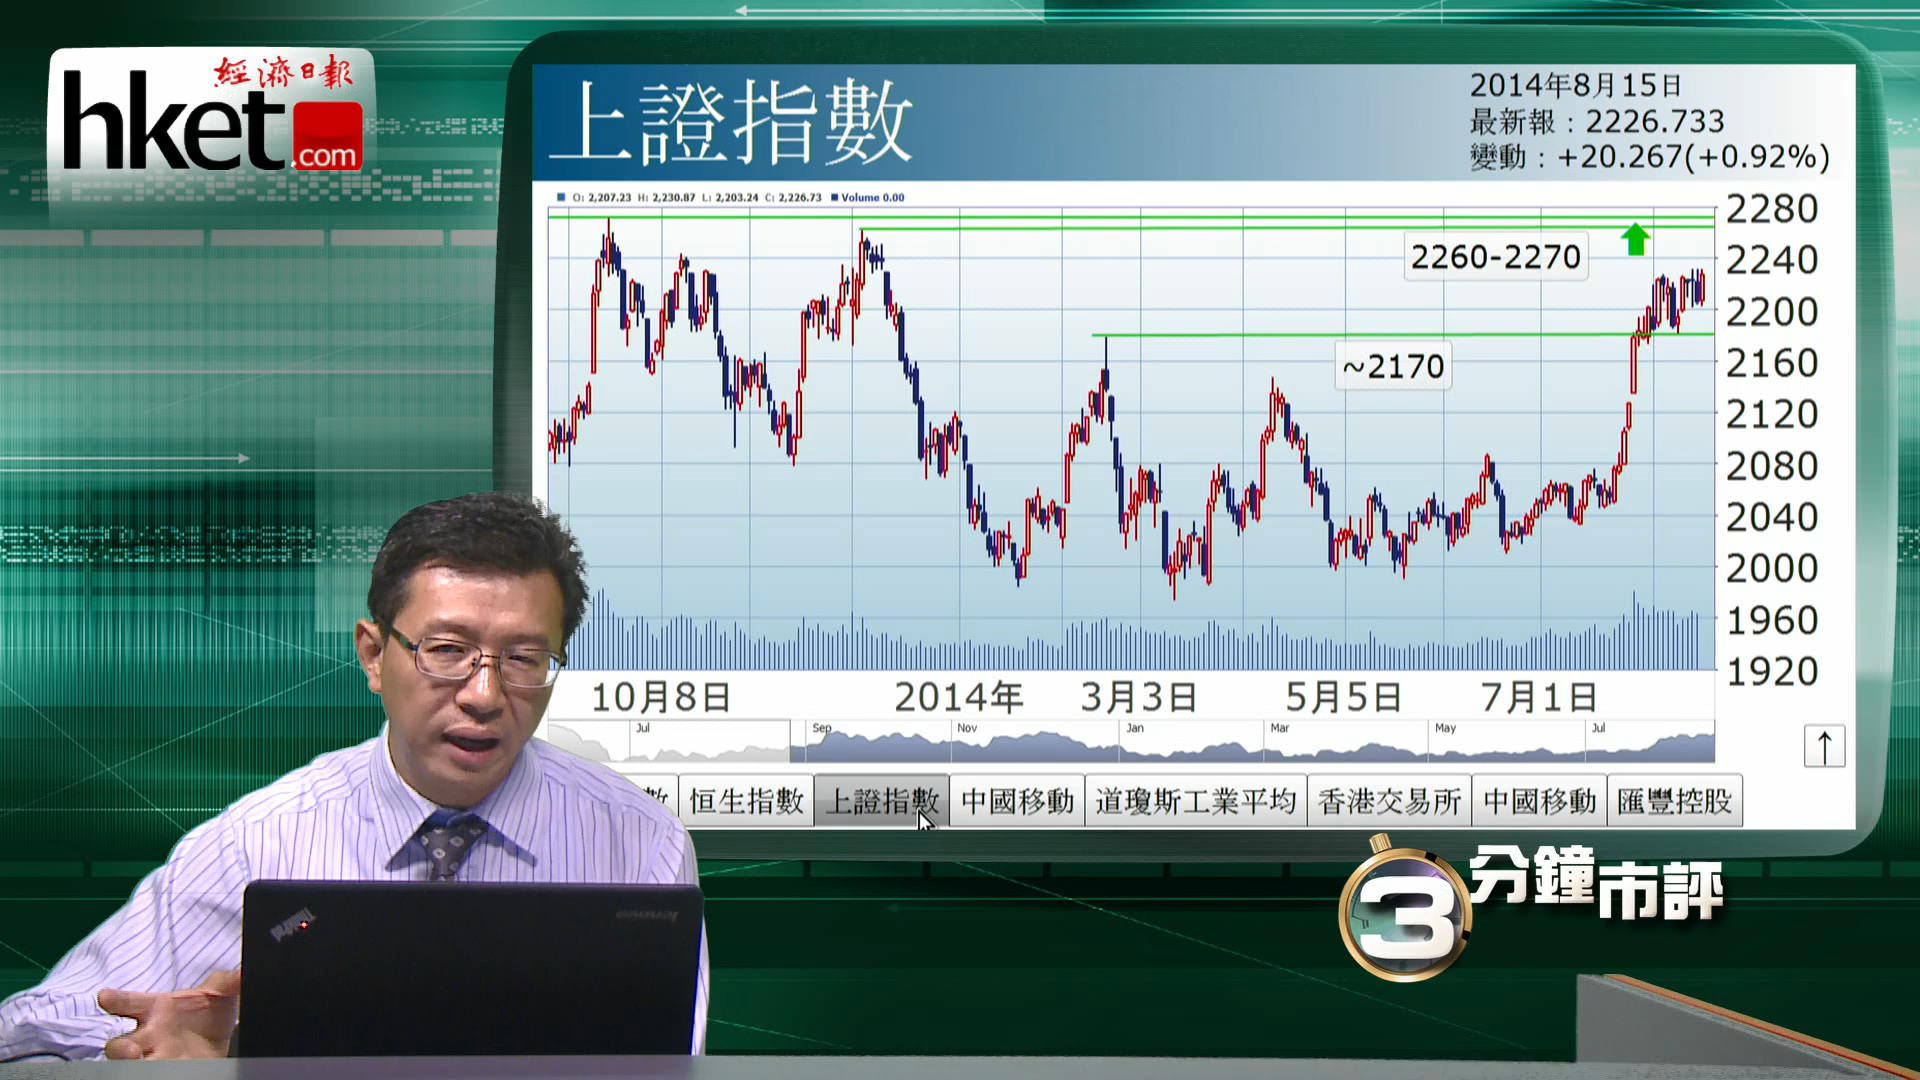 經濟日報
hket.com
上證指數
2014年8月15日
最新報：2226.733
變動：+20.267(+0.92%)
O: 2,207.23 H: 2,230.87 L: 2,203.24 C: 2,226.73 Volume 0.00
2280
2260-2270
2240
2200
2160
~2170
2120
2080
2040
2000
1960
1920
10月8日 2014年 3月3日 5月5日 7月1日
Jul Sep Nov Jan Mar May Jul
↑
數 恒生指數 上證指數 中國移動 道瓊斯工業平均 香港交易所 中國移動 匯豐控股
3分鐘市評
ThinkPad
lenovo